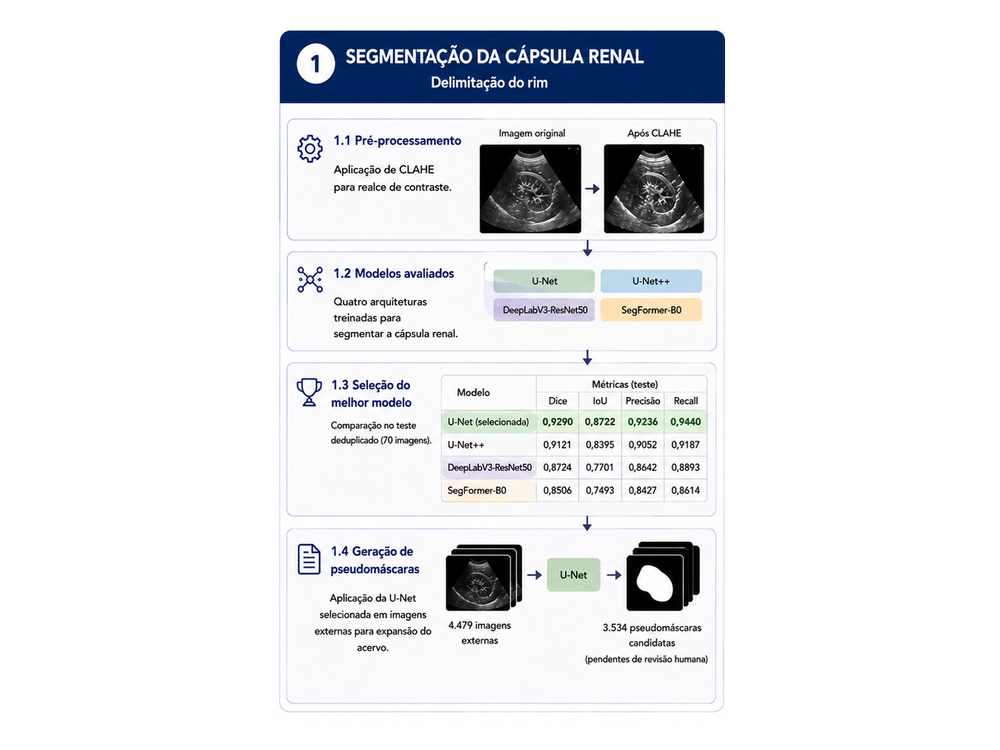 1
SEGMENTAÇÃO DA CÁPSULA RENAL
Delimitação do rim
1.1 Pré-processamento
Aplicação de CLAHE
para realce de contraste.
Imagem original
Após CLAHE
1.2 Modelos avaliados
Quatro arquiteturas
treinadas para
segmentar a cápsula renal.
U-Net
U-Net++
DeepLabV3-ResNet50
SegFormer-B0
1.3 Seleção do
melhor modelo
Comparação no teste
deduplicado (70 imagens).
Modelo
Métricas (teste)
Dice IoU Precisão Recall
U-Net (selecionada) 0,9290 0,8722 0,9236 0,9440
U-Net++ 0,9121 0,8395 0,9052 0,9187
DeepLabV3-ResNet50 0,8724 0,7701 0,8642 0,8893
SegFormer-B0 0,8506 0,7493 0,8427 0,8614
1.4 Geração de
pseudomáscaras
Aplicação da U-Net
selecionada em imagens
externas para expansão do
acervo.
4.479 imagens
externas
U-Net
3.534 pseudomáscaras
candidatas
(pendentes de revisão humana)